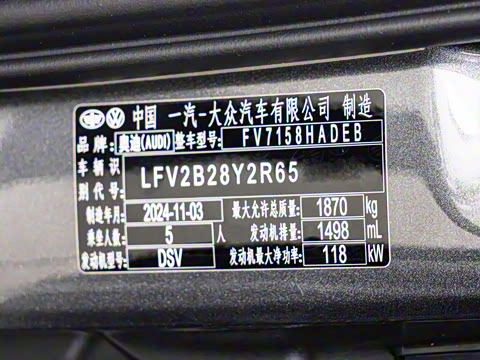 中国 一汽-大众汽车有限公司 制造
品牌: 奥迪(AUDI) 整车型号: FV7158HADEB
车辆识别代号: LFV2B28Y2R65
制造年月 2024-11-03 最大允许总质量: 1870 kg
乘坐人数: 5 人 发动机排量: 1498 mL
发动机型号: DSV 发动机最大净功率: 118 kW